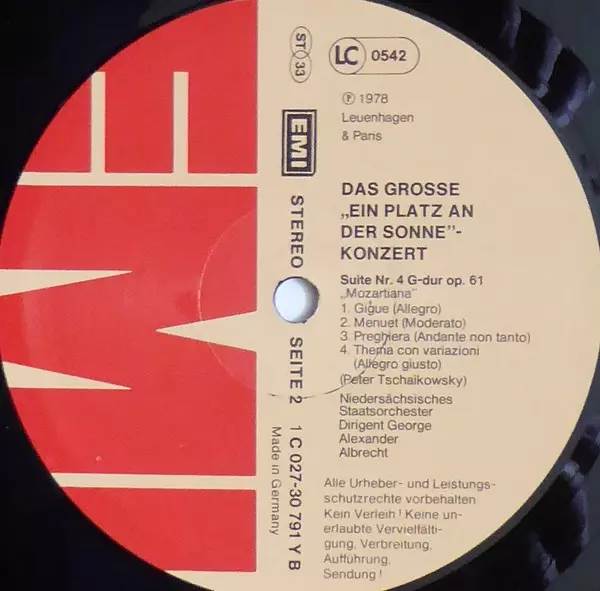 ST 33
LC 0542
Ⓟ 1978
Leuenhagen
& Paris
EMI
STEREO
SEITE 2
1 C 027-30 791 Y B
Made in Germany
DAS GROSSE
„EIN PLATZ AN
DER SONNE”-
KONZERT
Suite Nr. 4 G-dur op. 61
„Mozartiana”
1. Gigue (Allegro)
2. Menuet (Moderato)
3. Preghiera (Andante non tanto)
4. Thema con variazioni
(Allegro giusto)
(Peter Tschaikowsky)
Niedersächsisches
Staatsorchester
Dirigent George
Alexander
Albrecht
Alle Urheber- und Leistungs-
schutzrechte vorbehalten
Kein Verleih! Keine un-
erlaubte Vervielfälti-
gung, Verbreitung,
Aufführung,
Sendung!